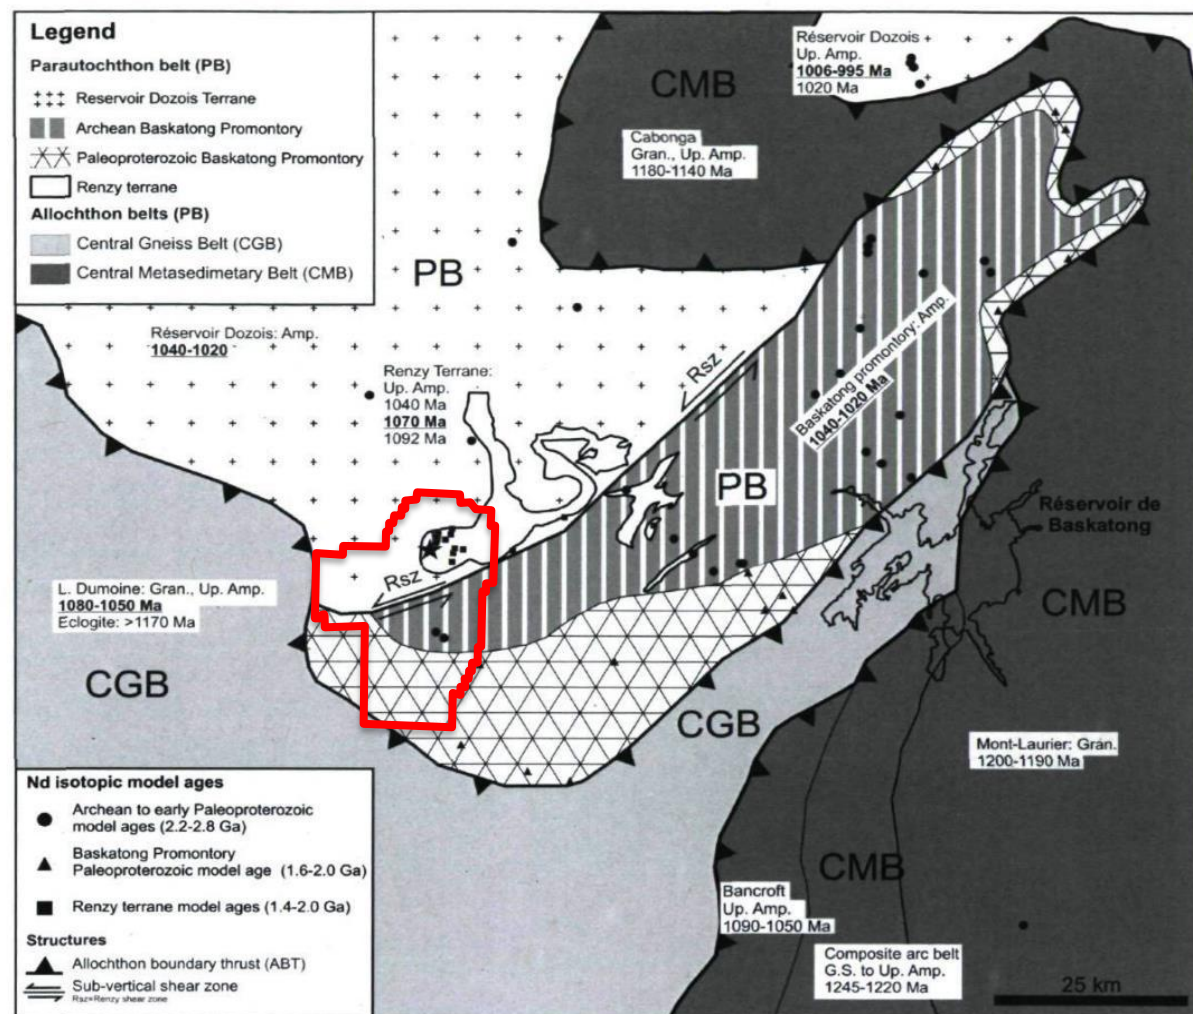 Legend
Parautochthon belt (PB)
Reservoir Dozois Terrane
Archean Baskatong Promontory
Paleoproterozoic Baskatong Promontory
Renzy terrane
Allochthon belts (PB)
Central Gneiss Belt (CGB)
Central Metasedimetary Belt (CMB)
Réservoir Dozois
Up. Amp.
1006-995 Ma
1020 Ma
CMB
Cabonga
Gran., Up. Amp.
1180-1140 Ma
PB
Réservoir Dozois: Amp.
1040-1020
Renzy Terrane:
Up. Amp.
1040 Ma
1070 Ma
1092 Ma
Rsz
Baskatong promontory: Amp.
1040-1020 Ma
PB
Réservoir de
Baskatong
Rsz
L. Dumoine: Gran., Up. Amp.
1080-1050 Ma
Eclogite: >1170 Ma
CMB
CGB
CGB
Mont-Laurier: Gran.
1200-1190 Ma
Nd isotopic model ages
Archean to early Paleoproterozoic
model ages (2.2-2.8 Ga)
Baskatong Promontory
Paleoproterozoic model age (1.6-2.0 Ga)
Renzy terrane model ages (1.4-2.0 Ga)
Structures
Allochthon boundary thrust (ABT)
Sub-vertical shear zone
Rsz=Renzy shear zone
CMB
Bancroft
Up. Amp.
1090-1050 Ma
Composite arc belt
G.S. to Up. Amp.
1245-1220 Ma
25 km